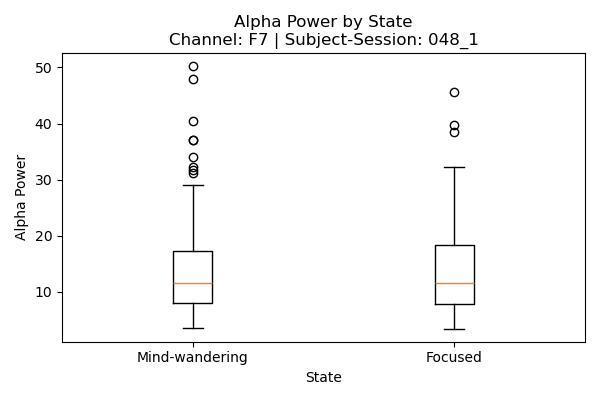 Alpha Power by State
Channel: F7 | Subject-Session: 048_1
Alpha Power
50
40
30
20
10
Mind-wandering
Focused
State